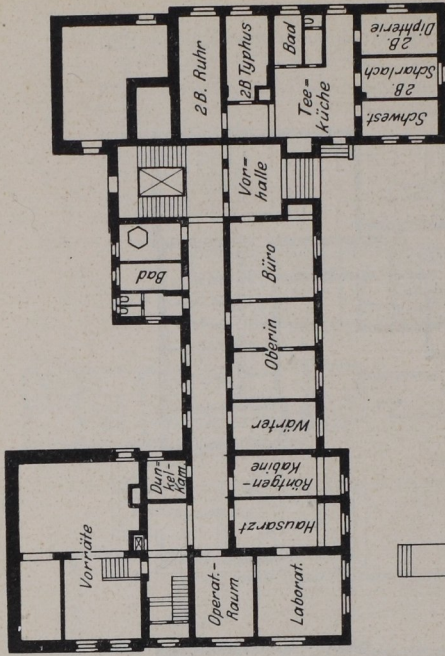 2B. Ruhr
2B Typhus
Bad
Tee=
küche
2B.
Diphterie
2B.
Scharlach
Schwest.
Vor=
halle
Bad
Büro
Oberin
Wärter
Röntgen-
Kabine
Hausarzt
Dun=
kel=
kam.
Vorräte
Operat.-
Raum
Laborat.